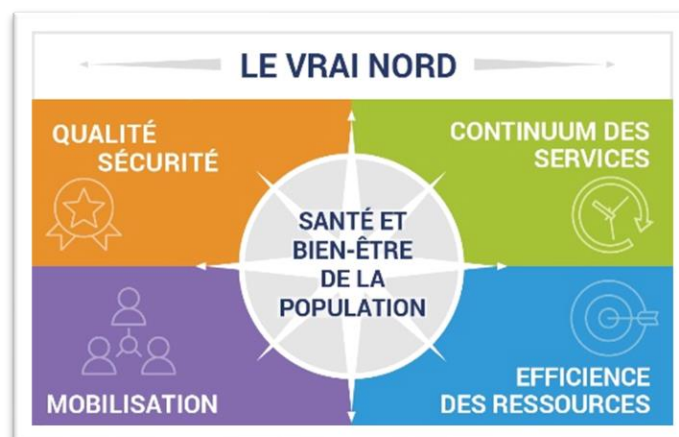 LE VRAI NORD
QUALITÉ
SÉCURITÉ
CONTINUUM DES
SERVICES
SANTÉ ET
BIEN-ÊTRE
DE LA
POPULATION
MOBILISATION
EFFICIENCE
DES RESSOURCES